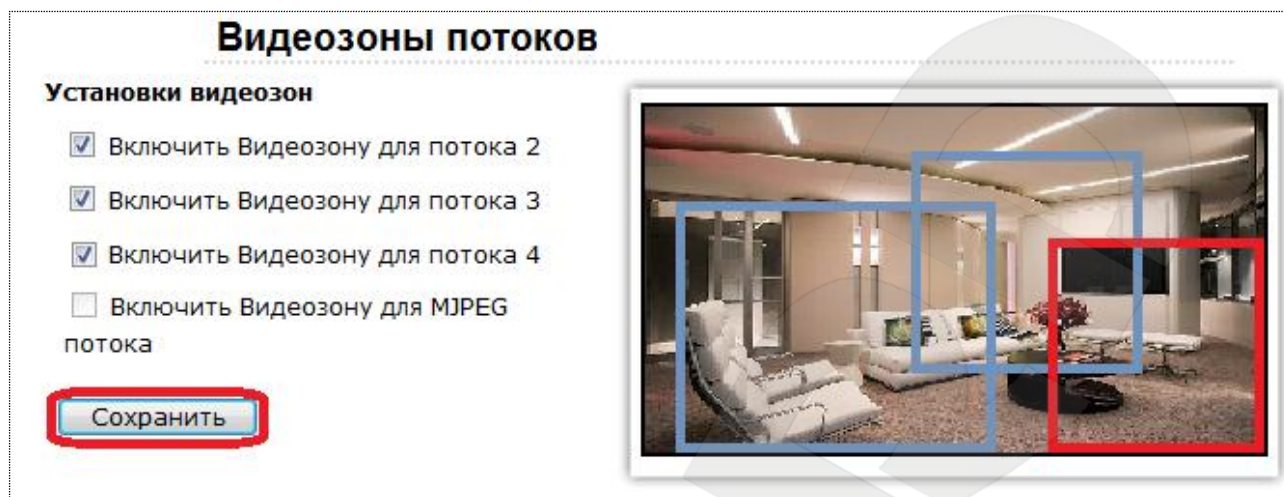 Видеозоны потоков
Установки видеозон
Включить Видеозону для потока 2
Включить Видеозону для потока 3
Включить Видеозону для потока 4
Включить Видеозону для MJPEG
потока
Сохранить